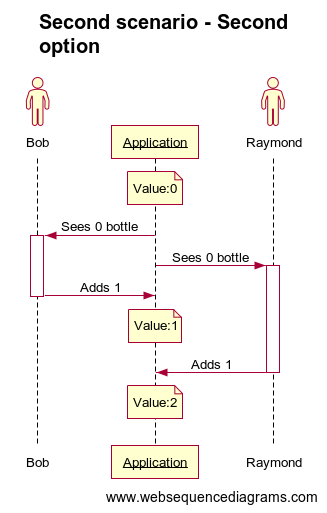 Second scenario - Second
option
Bob
Application
Raymond
Value:0
Sees 0 bottle
Sees 0 bottle
Adds 1
Value:1
Adds 1
Value:2
Bob
Application
Raymond
www.websequencediagrams.com